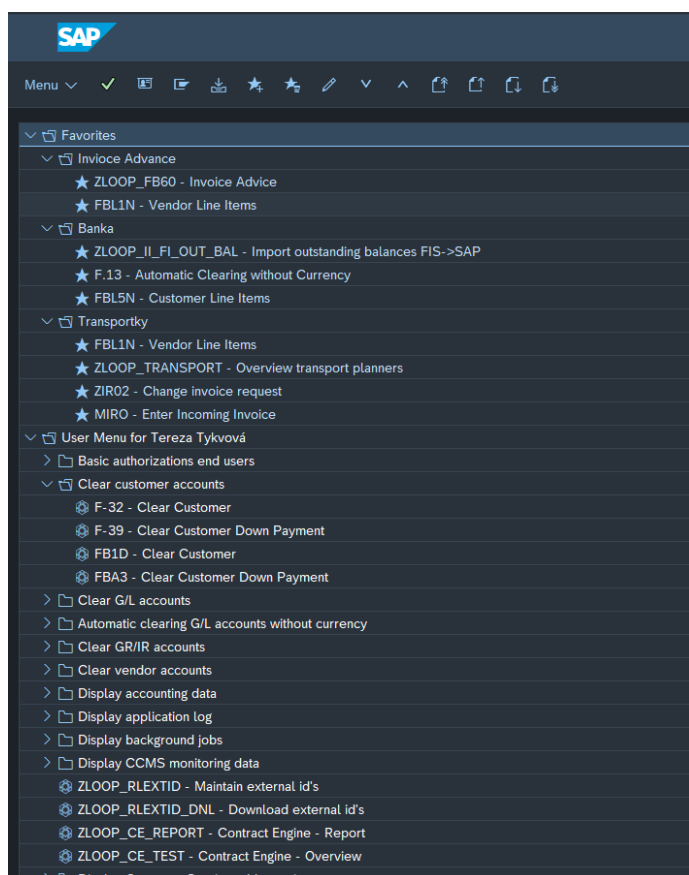 SAP
Menu
Favorites
Invioce Advance
ZLOOP_FB60 - Invoice Advice
FBL1N - Vendor Line Items
Banka
ZLOOP_II_FI_OUT_BAL - Import outstanding balances FIS->SAP
F.13 - Automatic Clearing without Currency
FBL5N - Customer Line Items
Transportky
FBL1N - Vendor Line Items
ZLOOP_TRANSPORT - Overview transport planners
ZIR02 - Change invoice request
MIRO - Enter Incoming Invoice
User Menu for Tereza Tykvová
Basic authorizations end users
Clear customer accounts
F-32 - Clear Customer
F-39 - Clear Customer Down Payment
FB1D - Clear Customer
FBA3 - Clear Customer Down Payment
Clear G/L accounts
Automatic clearing G/L accounts without currency
Clear GR/IR accounts
Clear vendor accounts
Display accounting data
Display application log
Display background jobs
Display CCMS monitoring data
ZLOOP_RLEXTID - Maintain external id's
ZLOOP_RLEXTID_DNL - Download external id's
ZLOOP_CE_REPORT - Contract Engine - Report
ZLOOP_CE_TEST - Contract Engine - Overview